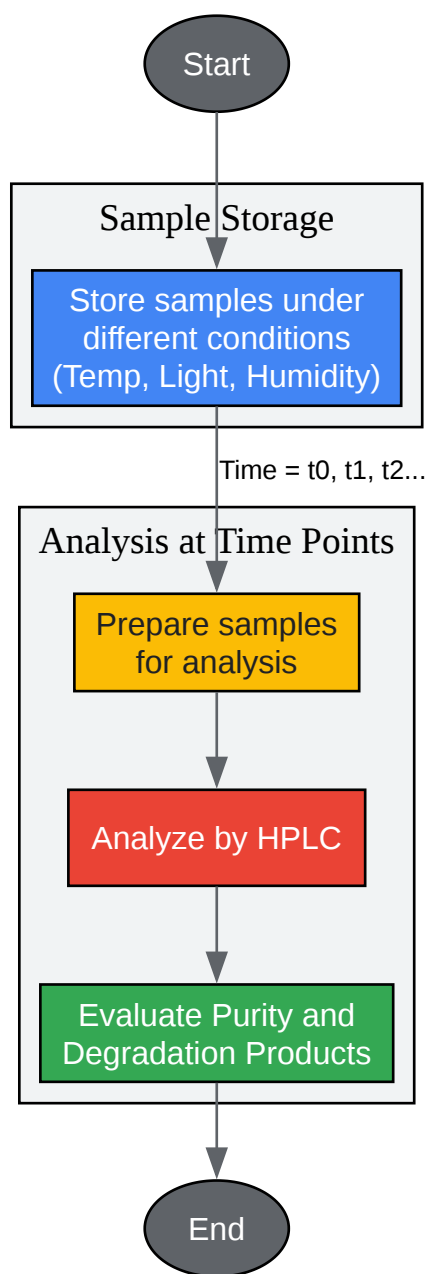 Start
Sample Storage
Store samples under
different conditions
(Temp, Light, Humidity)
Time = t0, t1, t2...
Analysis at Time Points
Prepare samples
for analysis
Analyze by HPLC
Evaluate Purity and
Degradation Products
End